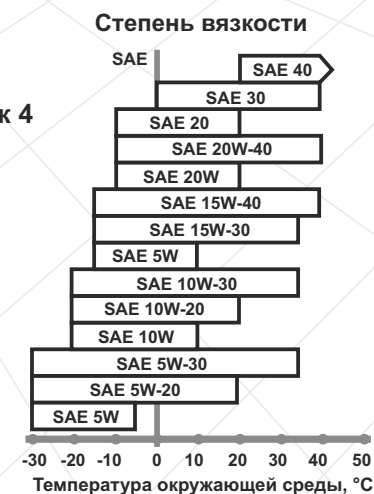 Степень вязкости
SAE
SAE 40
SAE 30
к 4
SAE 20
SAE 20W-40
SAE 20W
SAE 15W-40
SAE 15W-30
SAE 5W
SAE 10W-30
SAE 10W-20
SAE 10W
SAE 5W-30
SAE 5W-20
SAE 5W
-30 -20 -10 0 10 20 30 40 50
Температура окружающей среды, °C